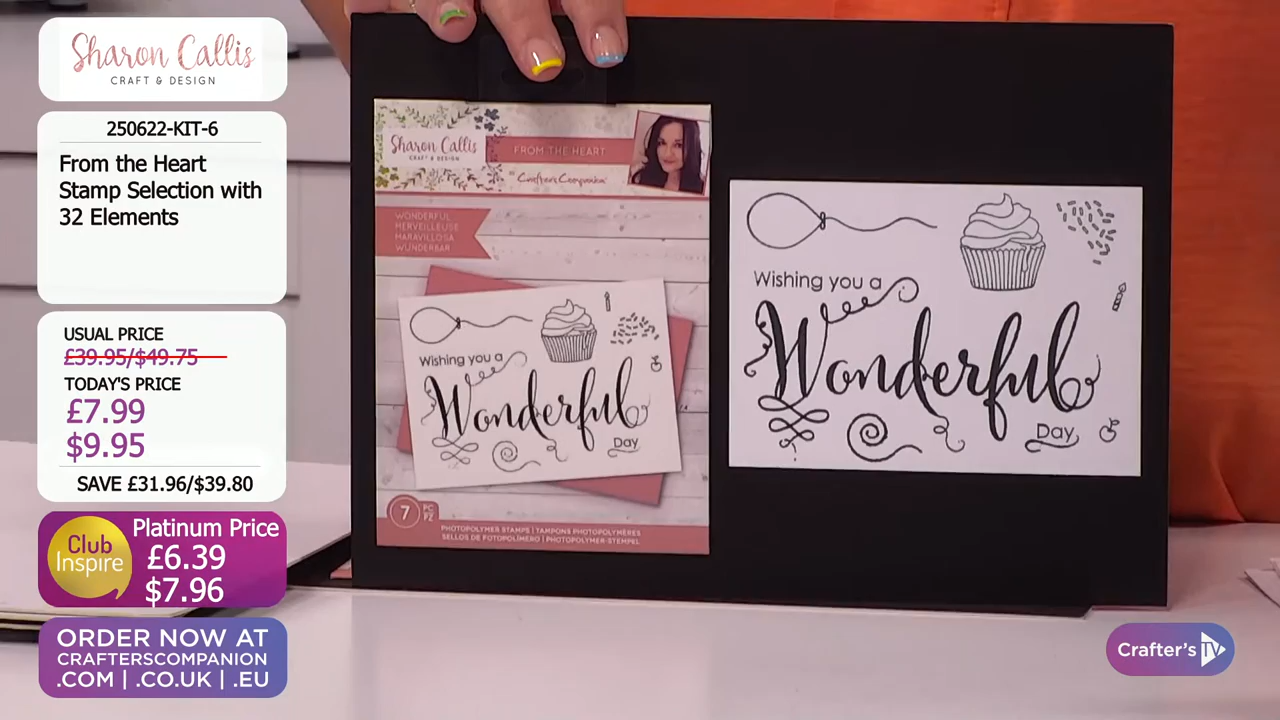 Sharon Callis
CRAFT & DESIGN
250622-KIT-6
From the Heart
Stamp Selection with
32 Elements
USUAL PRICE
£39.95/$49.75
TODAY'S PRICE
£7.99
$9.95
SAVE £31.96/$39.80
Club
Inspire
Platinum Price
£6.39
$7.96
ORDER NOW AT
CRAFTERSCOMPANION
.COM | .CO.UK | .EU
Sharon Callis
CRAFT & DESIGN
FROM THE HEART
Crafter's Companion
WONDERFUL
MERVEILLEUSE
MARAVILLOSA
WUNDERBAR
Wishing you a
Wonderful
Day
7 PC
PZ
PHOTOPOLYMER STAMPS | TAMPONS PHOTOPOLYMÈRES
SELLOS DE FOTOPOLÍMERO | PHOTOPOLYMER-STEMPEL
Wishing you a
Wonderful
Day
Crafter's TV